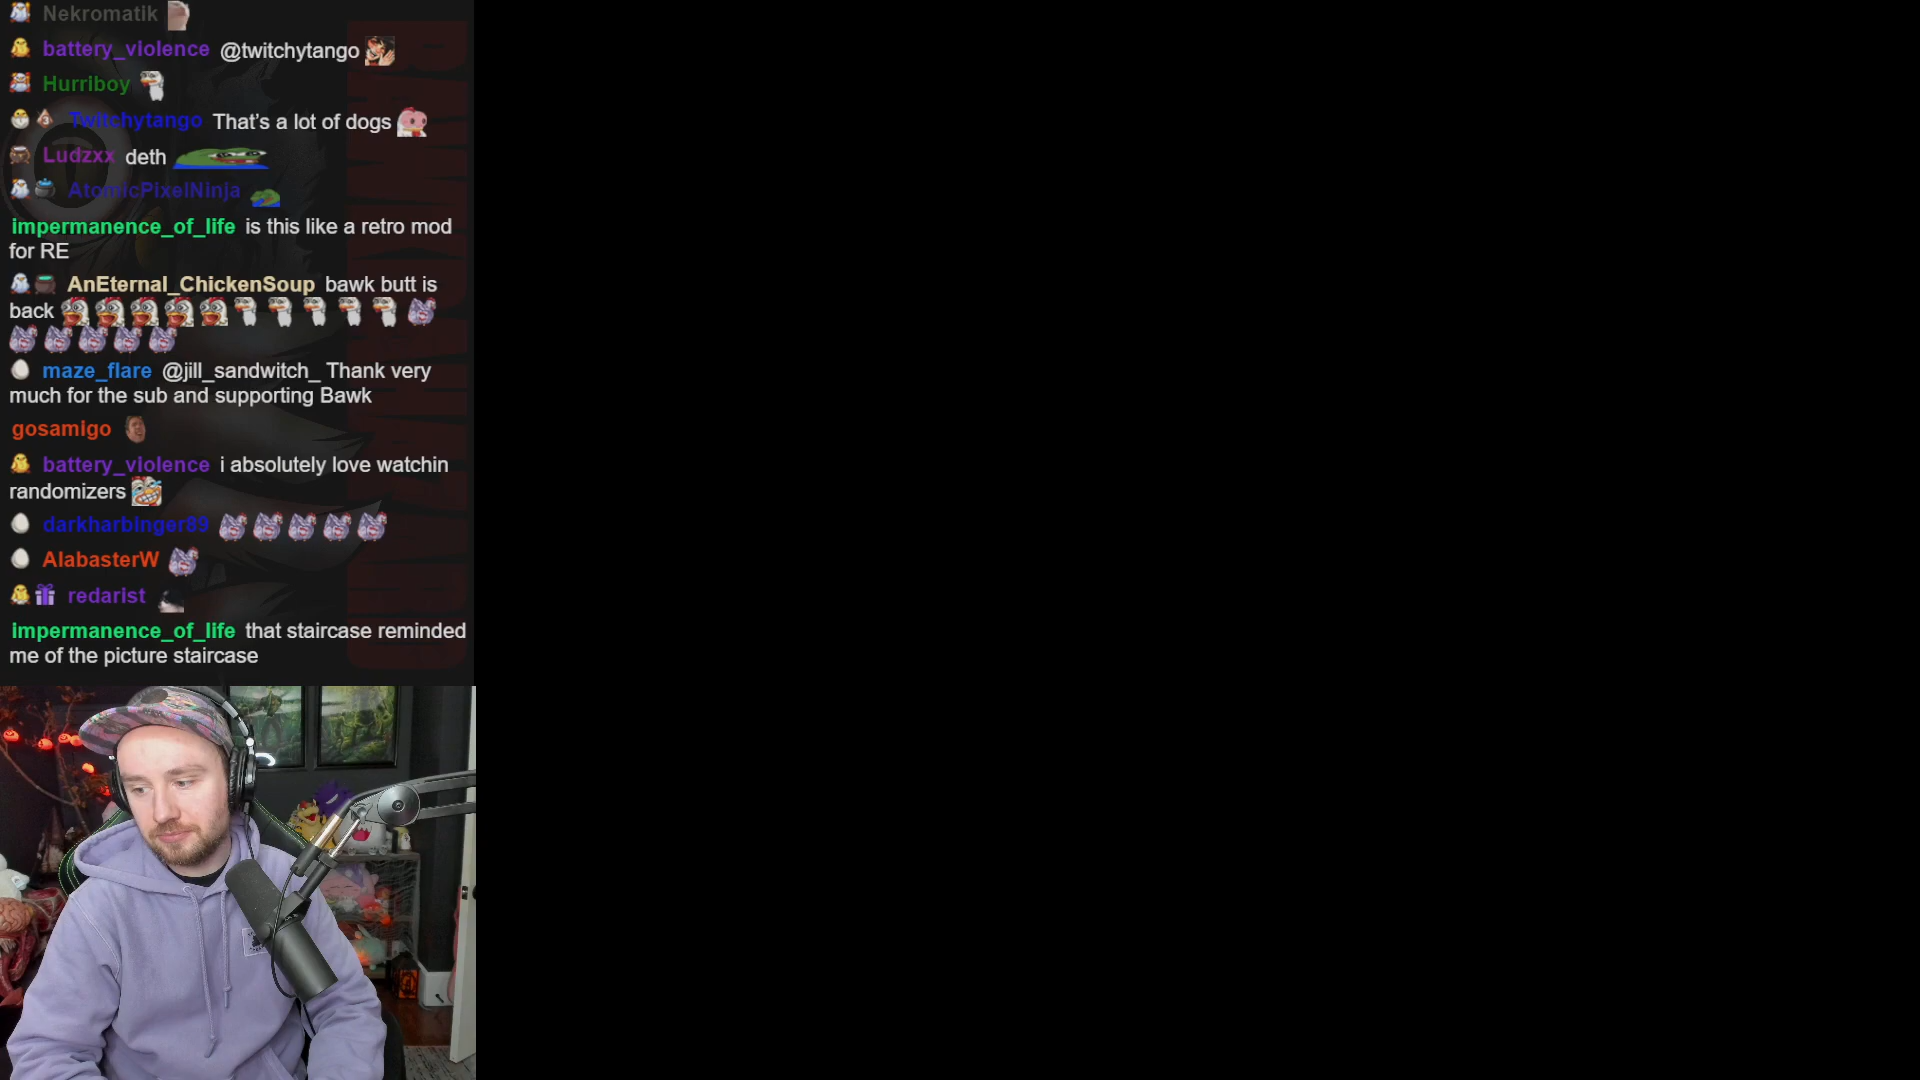 Nekromatik
battery_violence @twitchytango
Hurriboy
Twitchytango That's a lot of dogs
Ludzxx deth
AtomicPixelNinja
impermanence_of_life is this like a retro mod
for RE
AnEternal_ChickenSoup bawk butt is
back
maze_flare @jill_sandwitch_ Thank very
much for the sub and supporting Bawk
gosamigo
battery_violence i absolutely love watchin
randomizers
darkharbinger89
AlabasterW
redarist
impermanence_of_life that staircase reminded
me of the picture staircase